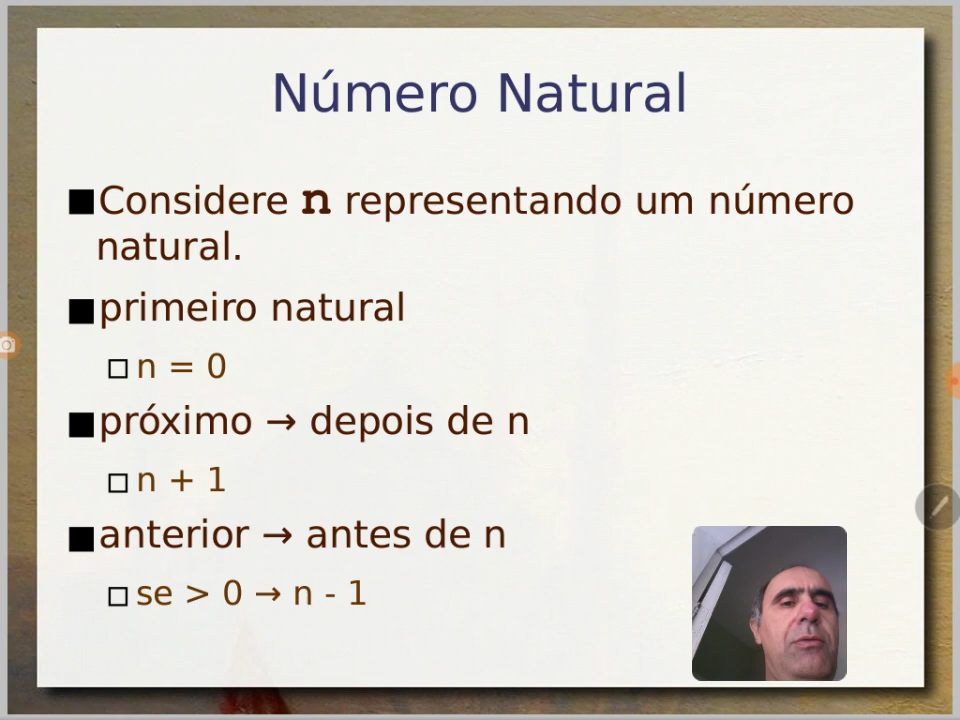 Número Natural
Considere n representando um número
natural.
primeiro natural
n = 0
próximo → depois de n
n + 1
anterior → antes de n
se > 0 → n - 1